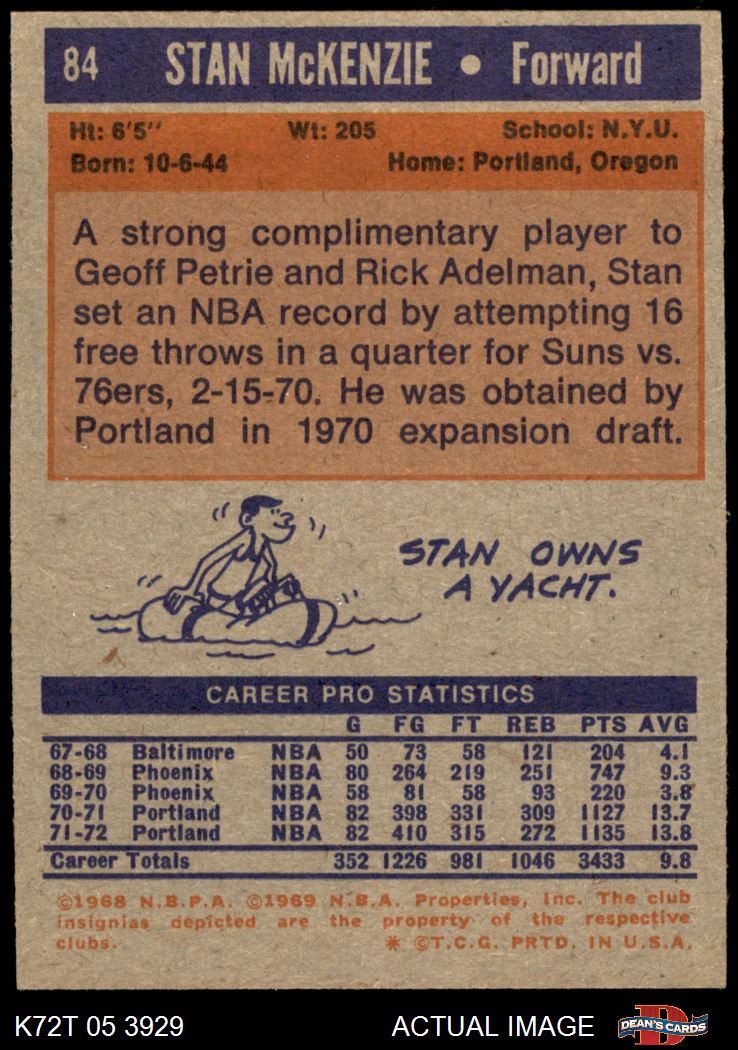 84 STAN McKENZIE • Forward
Ht: 6'5" Wt: 205 School: N.Y.U.
Born: 10-6-44 Home: Portland, Oregon
A strong complimentary player to
Geoff Petrie and Rick Adelman, Stan
set an NBA record by attempting 16
free throws in a quarter for Suns vs.
76ers, 2-15-70. He was obtained by
Portland in 1970 expansion draft.
STAN OWNS
A YACHT.
CAREER PRO STATISTICS
G FG FT REB PTS AVG
67-68 Baltimore NBA 50 73 58 121 204 4.1
68-69 Phoenix NBA 80 264 219 251 747 9.3
69-70 Phoenix NBA 58 81 58 93 220 3.8
70-71 Portland NBA 82 398 331 309 1127 13.7
71-72 Portland NBA 82 410 315 272 1135 13.8
Career Totals 352 1226 981 1046 3433 9.8
©1968 N.B.P.A. ©1969 N.B.A. Properties, Inc. The club
insignias depicted are the property of the respective
clubs. * ©T.C.G. PRTD. IN U.S.A.
K72T 05 3929 ACTUAL IMAGE D DEAN'S CARDS